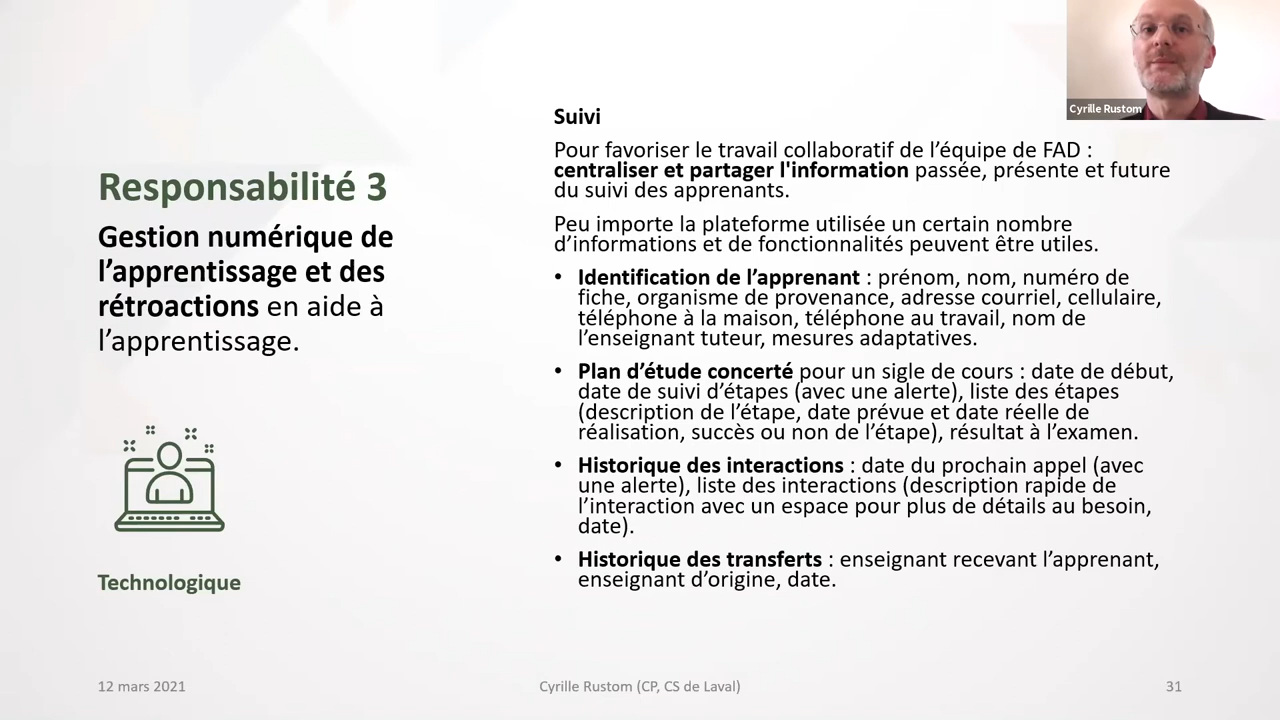 Cyrille Rustom
Responsabilité 3
Gestion numérique de
l’apprentissage et des
rétroactions en aide à
l’apprentissage.
Technologique
Suivi
Pour favoriser le travail collaboratif de l’équipe de FAD :
centraliser et partager l'information passée, présente et future
du suivi des apprenants.
Peu importe la plateforme utilisée un certain nombre
d’informations et de fonctionnalités peuvent être utiles.
• Identification de l’apprenant : prénom, nom, numéro de
fiche, organisme de provenance, adresse courriel, cellulaire,
téléphone à la maison, téléphone au travail, nom de
l’enseignant tuteur, mesures adaptatives.
• Plan d’étude concerté pour un sigle de cours : date de début,
date de suivi d’étapes (avec une alerte), liste des étapes
(description de l’étape, date prévue et date réelle de
réalisation, succès ou non de l’étape), résultat à l’examen.
• Historique des interactions : date du prochain appel (avec
une alerte), liste des interactions (description rapide de
l’interaction avec un espace pour plus de détails au besoin,
date).
• Historique des transferts : enseignant recevant l’apprenant,
enseignant d’origine, date.
12 mars 2021
Cyrille Rustom (CP, CS de Laval)
31